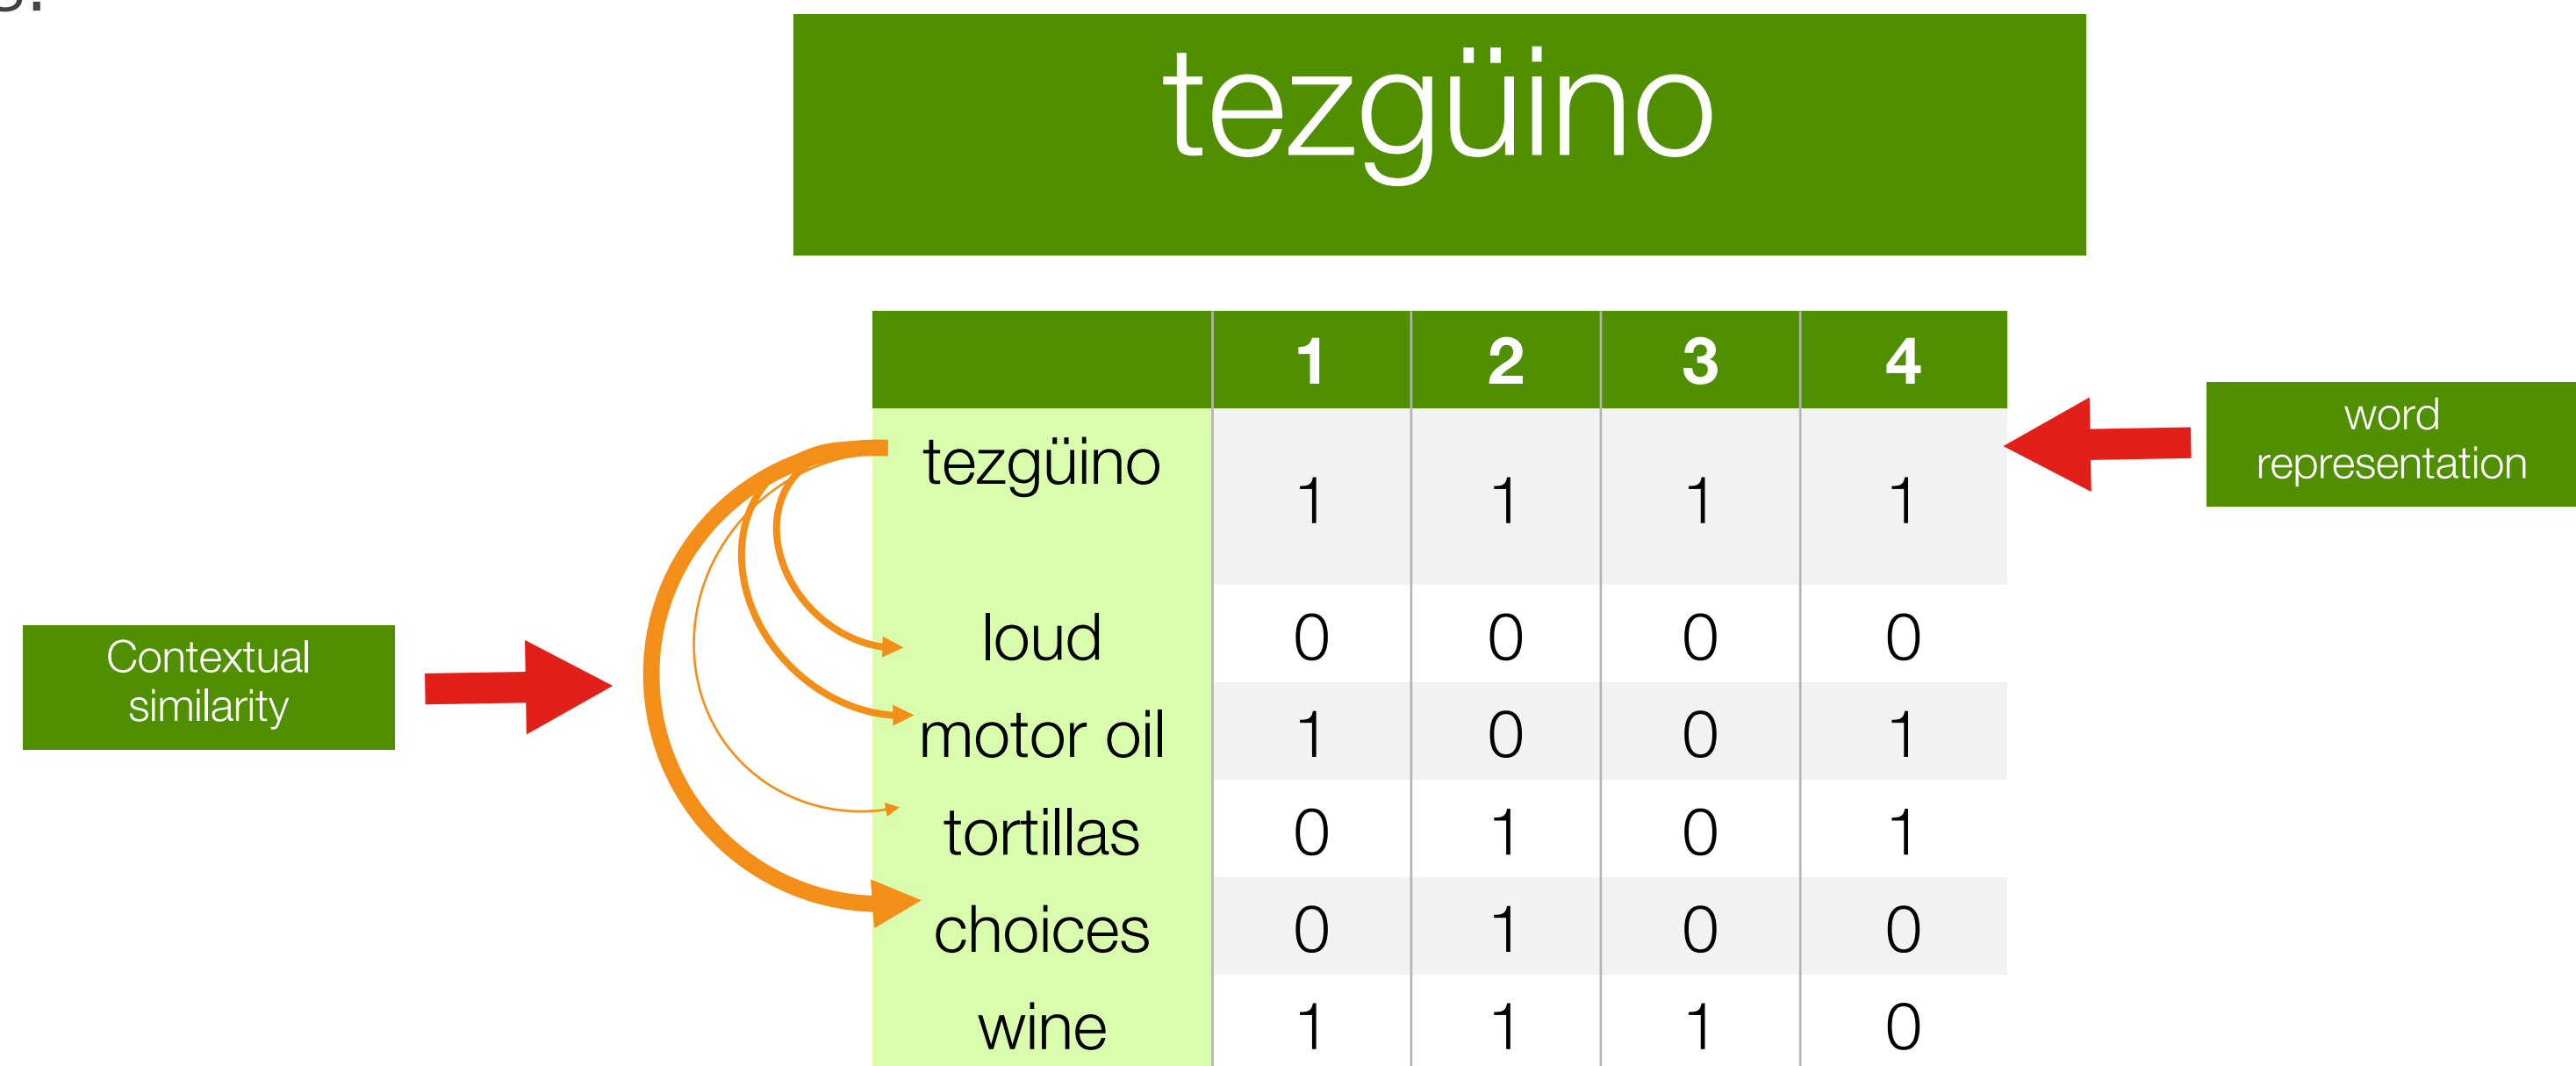 tezgüino
1 2 3 4
tezgüino 1 1 1 1
word
representation
loud 0 0 0 0
Contextual
similarity
motor oil 1 0 0 1
tortillas 0 1 0 1
choices 0 1 0 0
wine 1 1 1 0